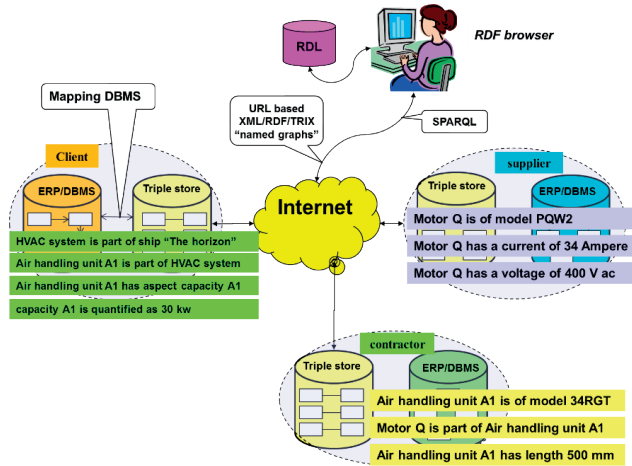 RDL
RDF browser
Mapping DBMS
URL based
XML/RDF/TRIX
“named graphs”
SPARQL
Client
ERP/DBMS
Triple store
Internet
supplier
Triple store
ERP/DBMS
HVAC system is part of ship “The horizon”
Air handling unit A1 is part of HVAC system
Air handling unit A1 has aspect capacity A1
capacity A1 is quantified as 30 kw
Motor Q is of model PQW2
Motor Q has a current of 34 Ampere
Motor Q has a voltage of 400 V ac
contractor
Triple store
ERP/DBMS
Air handling unit A1 is of model 34RGT
Motor Q is part of Air handling unit A1
Air handling unit A1 has length 500 mm